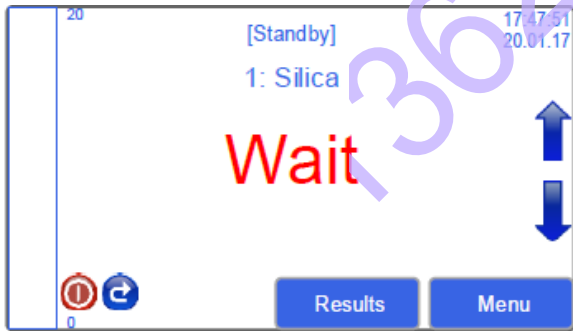 20
[Standby]
17:47:51
20.01.17
1: Silica
Wait
Results
Menu
0